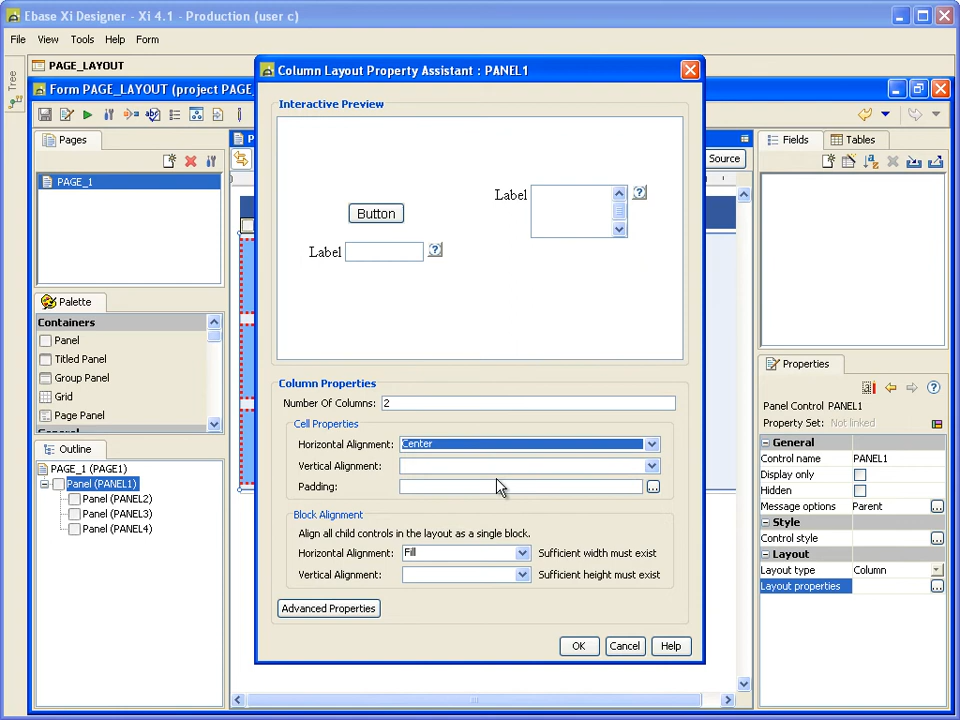 Ebase Xi Designer - Xi 4.1 - Production (user c)
File View Tools Help Form
Tree
PAGE_LAYOUT
Form PAGE_LAYOUT (project PAGE_
Pages
PAGE_1
Palette
Containers
Panel
Titled Panel
Group Panel
Grid
Page Panel
Outline
PAGE_1 (PAGE1)
Panel (PANEL1)
Panel (PANEL2)
Panel (PANEL3)
Panel (PANEL4)
Column Layout Property Assistant : PANEL1
Interactive Preview
Label
Button
Label
Column Properties
Number Of Columns: 2
Cell Properties
Horizontal Alignment: Center
Vertical Alignment:
Padding:
Block Alignment
Align all child controls in the layout as a single block.
Horizontal Alignment: Fill Sufficient width must exist
Vertical Alignment: Sufficient height must exist
Advanced Properties
OK Cancel Help
Source
Fields Tables
Properties
Panel Control PANEL1
Property Set: Not linked
General
Control name PANEL1
Display only
Hidden
Message options Parent
Style
Control style
Layout
Layout type Column
Layout properties